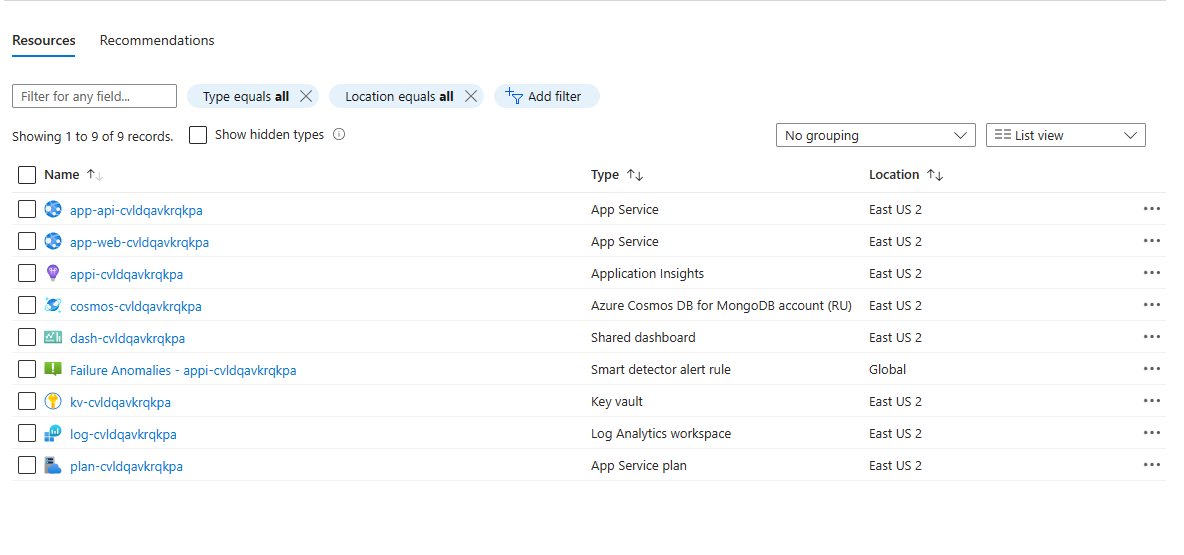 Resources Recommendations
Filter for any field... Type equals all Location equals all Add filter
Showing 1 to 9 of 9 records. Show hidden types No grouping List view
Name Type Location
app-api-cvldqavkrqkpa App Service East US 2
app-web-cvldqavkrqkpa App Service East US 2
appi-cvldqavkrqkpa Application Insights East US 2
cosmos-cvldqavkrqkpa Azure Cosmos DB for MongoDB account (RU) East US 2
dash-cvldqavkrqkpa Shared dashboard East US 2
Failure Anomalies - appi-cvldqavkrqkpa Smart detector alert rule Global
kv-cvldqavkrqkpa Key vault East US 2
log-cvldqavkrqkpa Log Analytics workspace East US 2
plan-cvldqavkrqkpa App Service plan East US 2